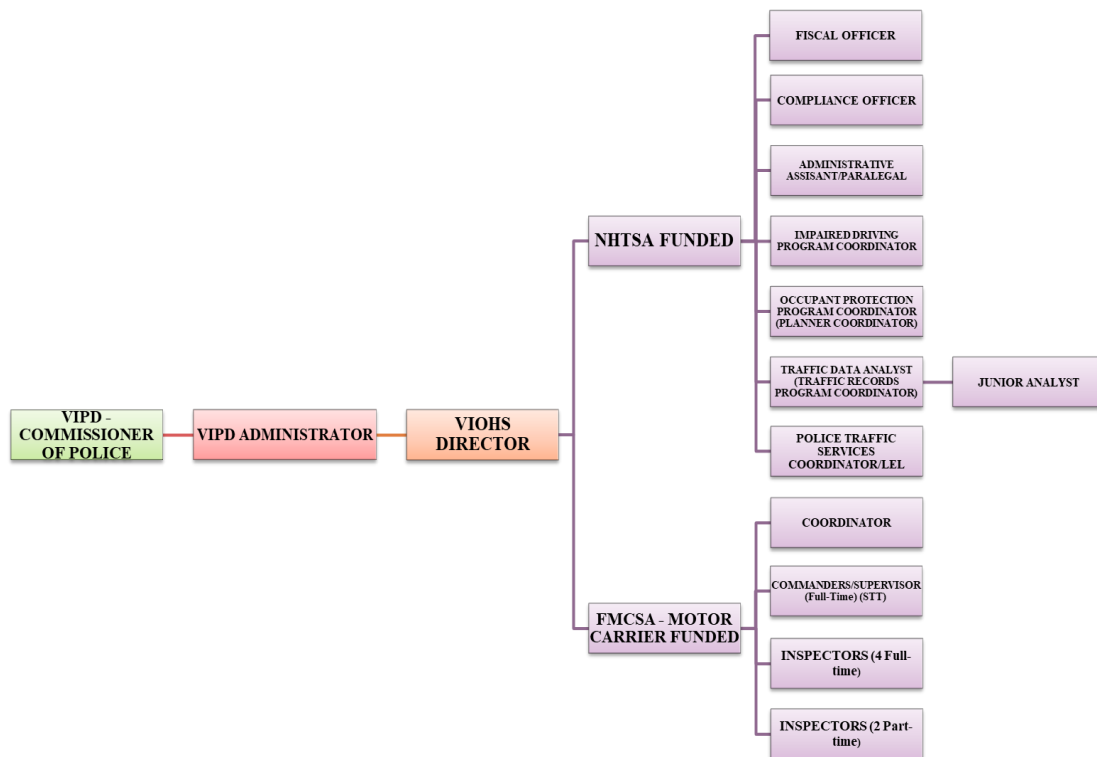 VIPD -
COMMISSIONER
OF POLICE
VIPD ADMINISTRATOR
VIOHS
DIRECTOR
NHTSA FUNDED
FISCAL OFFICER
COMPLIANCE OFFICER
ADMINISTRATIVE
ASSISANT/PARALEGAL
IMPAIRED DRIVING
PROGRAM COORDINATOR
OCCUPANT PROTECTION
PROGRAM COORDINATOR
(PLANNER COORDINATOR)
TRAFFIC DATA ANALYST
(TRAFFIC RECORDS
PROGRAM COORDINATOR)
JUNIOR ANALYST
POLICE TRAFFIC
SERVICES
COORDINATOR/LEL
FMCSA - MOTOR
CARRIER FUNDED
COORDINATOR
COMMANDERS/SUPERVISOR
(Full-Time) (STT)
INSPECTORS (4 Full-
time)
INSPECTORS (2 Part-
time)